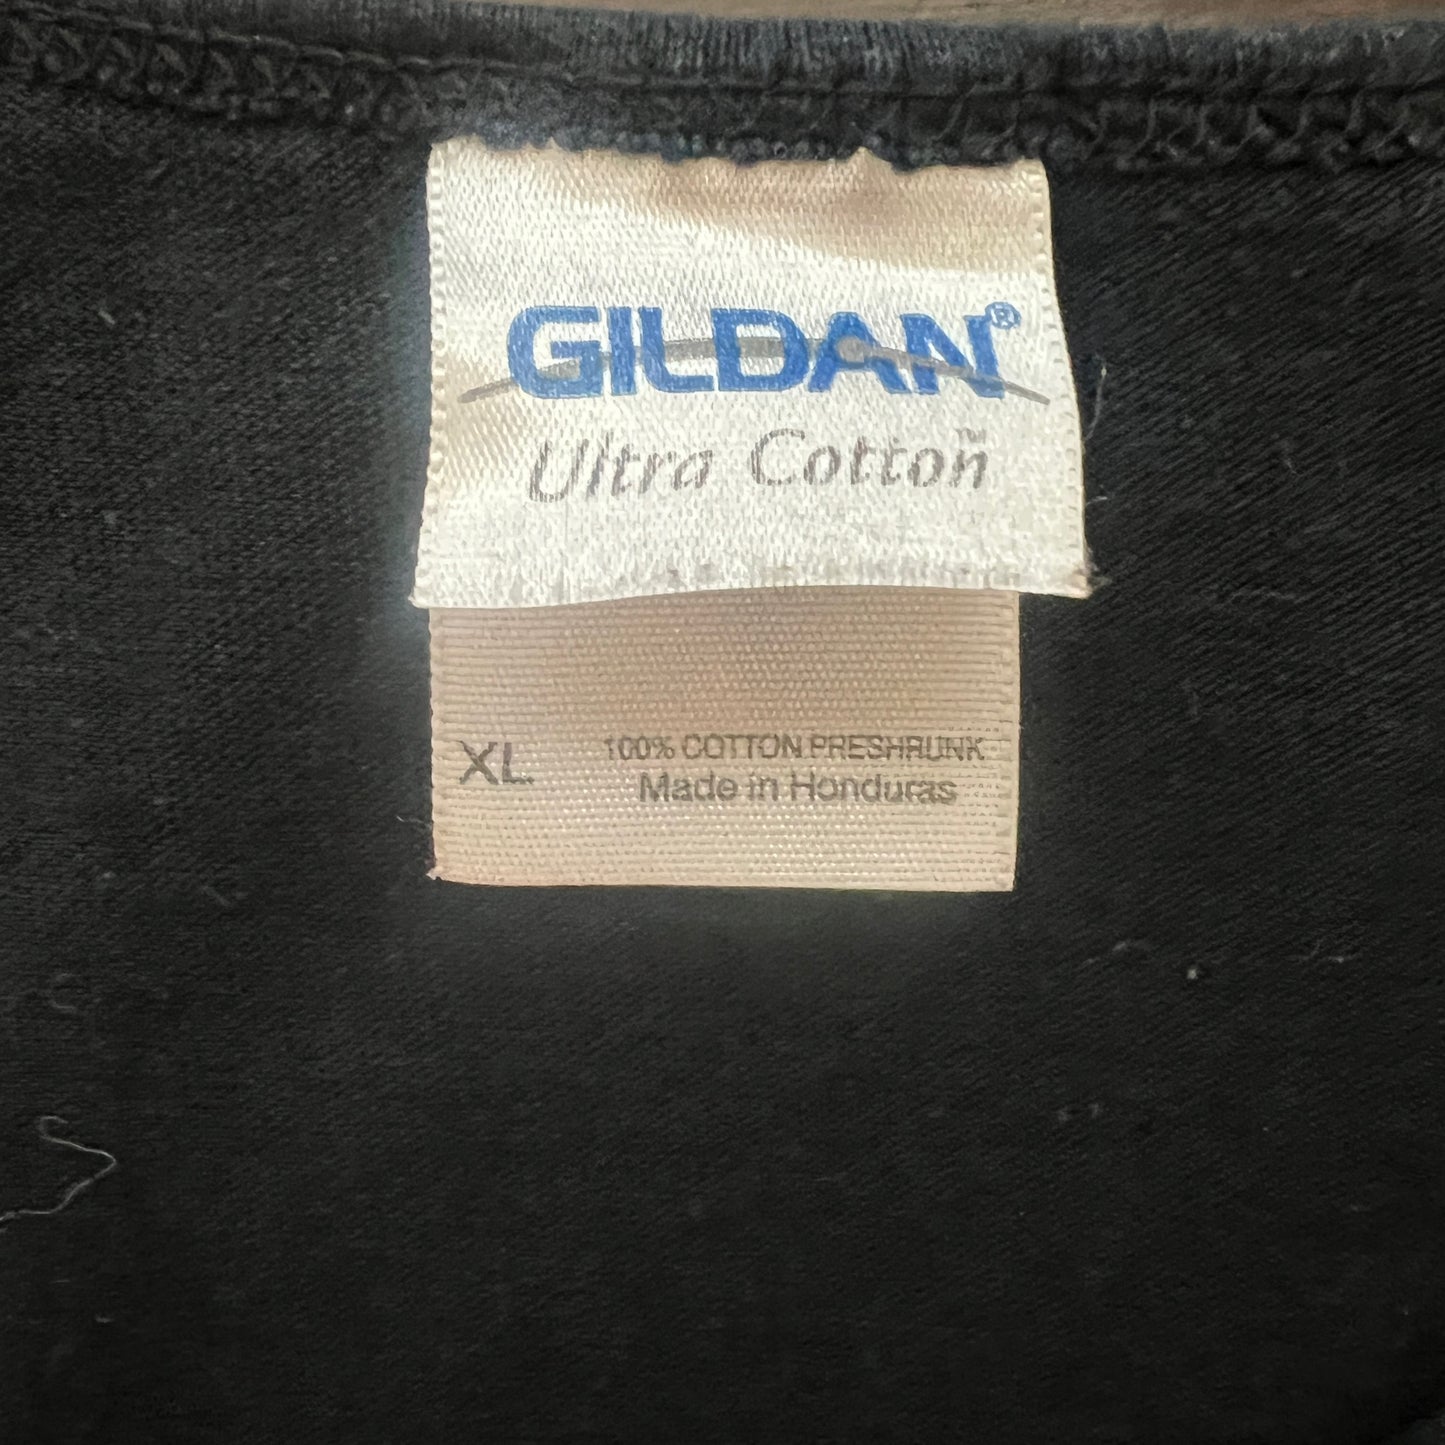 GILDAN®
Ultra Cotton™
XL 100% COTTON PRESHRUNK
Made in Honduras